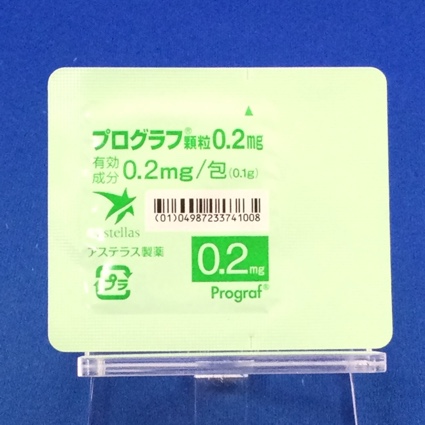 プログラフ®顆粒0.2mg
有効成分 0.2mg/包(0.1g)
(01)04987233741008
astellas
アステラス製薬
0.2mg
Prograf®
プラ